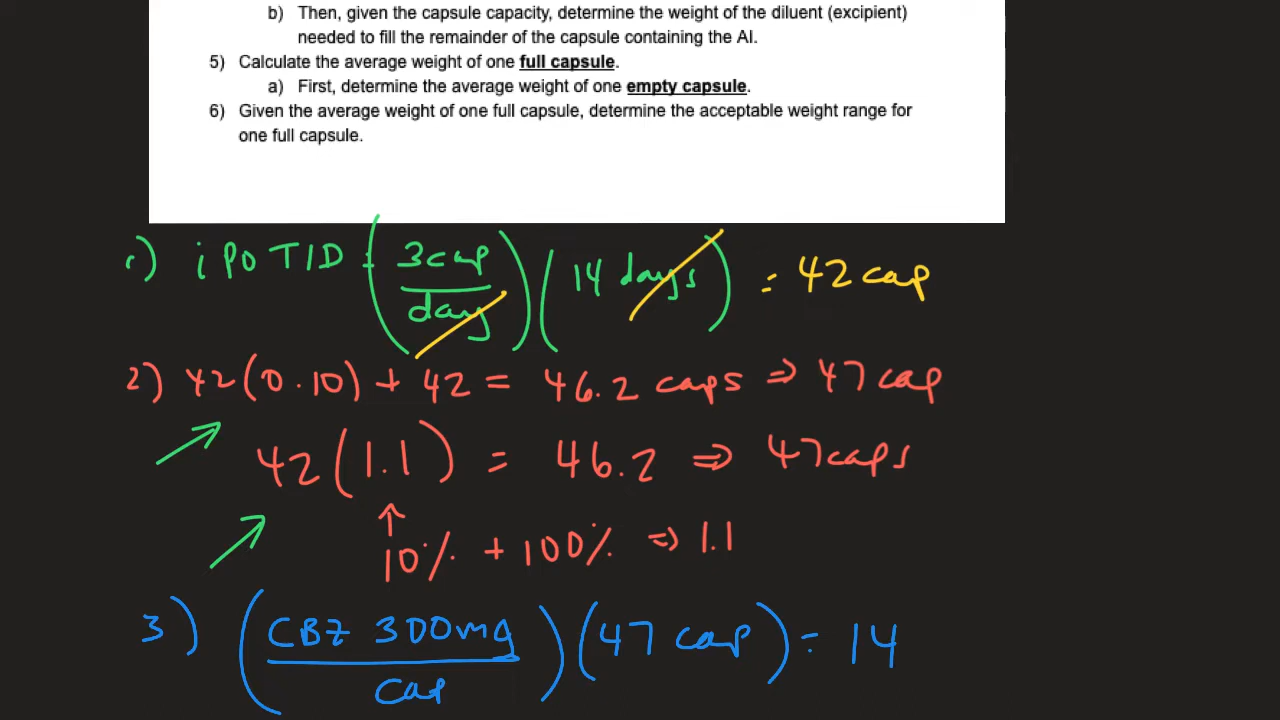 b) Then, given the capsule capacity, determine the weight of the diluent (excipient)
needed to fill the remainder of the capsule containing the AI.
5) Calculate the average weight of one full capsule.
a) First, determine the average weight of one empty capsule.
6) Given the average weight of one full capsule, determine the acceptable weight range for
one full capsule.
1) i PO TID = (3 cap / day) (14 days) = 42 cap
2) 42(0.10) + 42 = 46.2 caps ⇒ 47 cap
42(1.1) = 46.2 ⇒ 47 caps
↑
10% + 100% ⇒ 1.1
3) (CBZ 300mg / cap) (47 cap) = 14